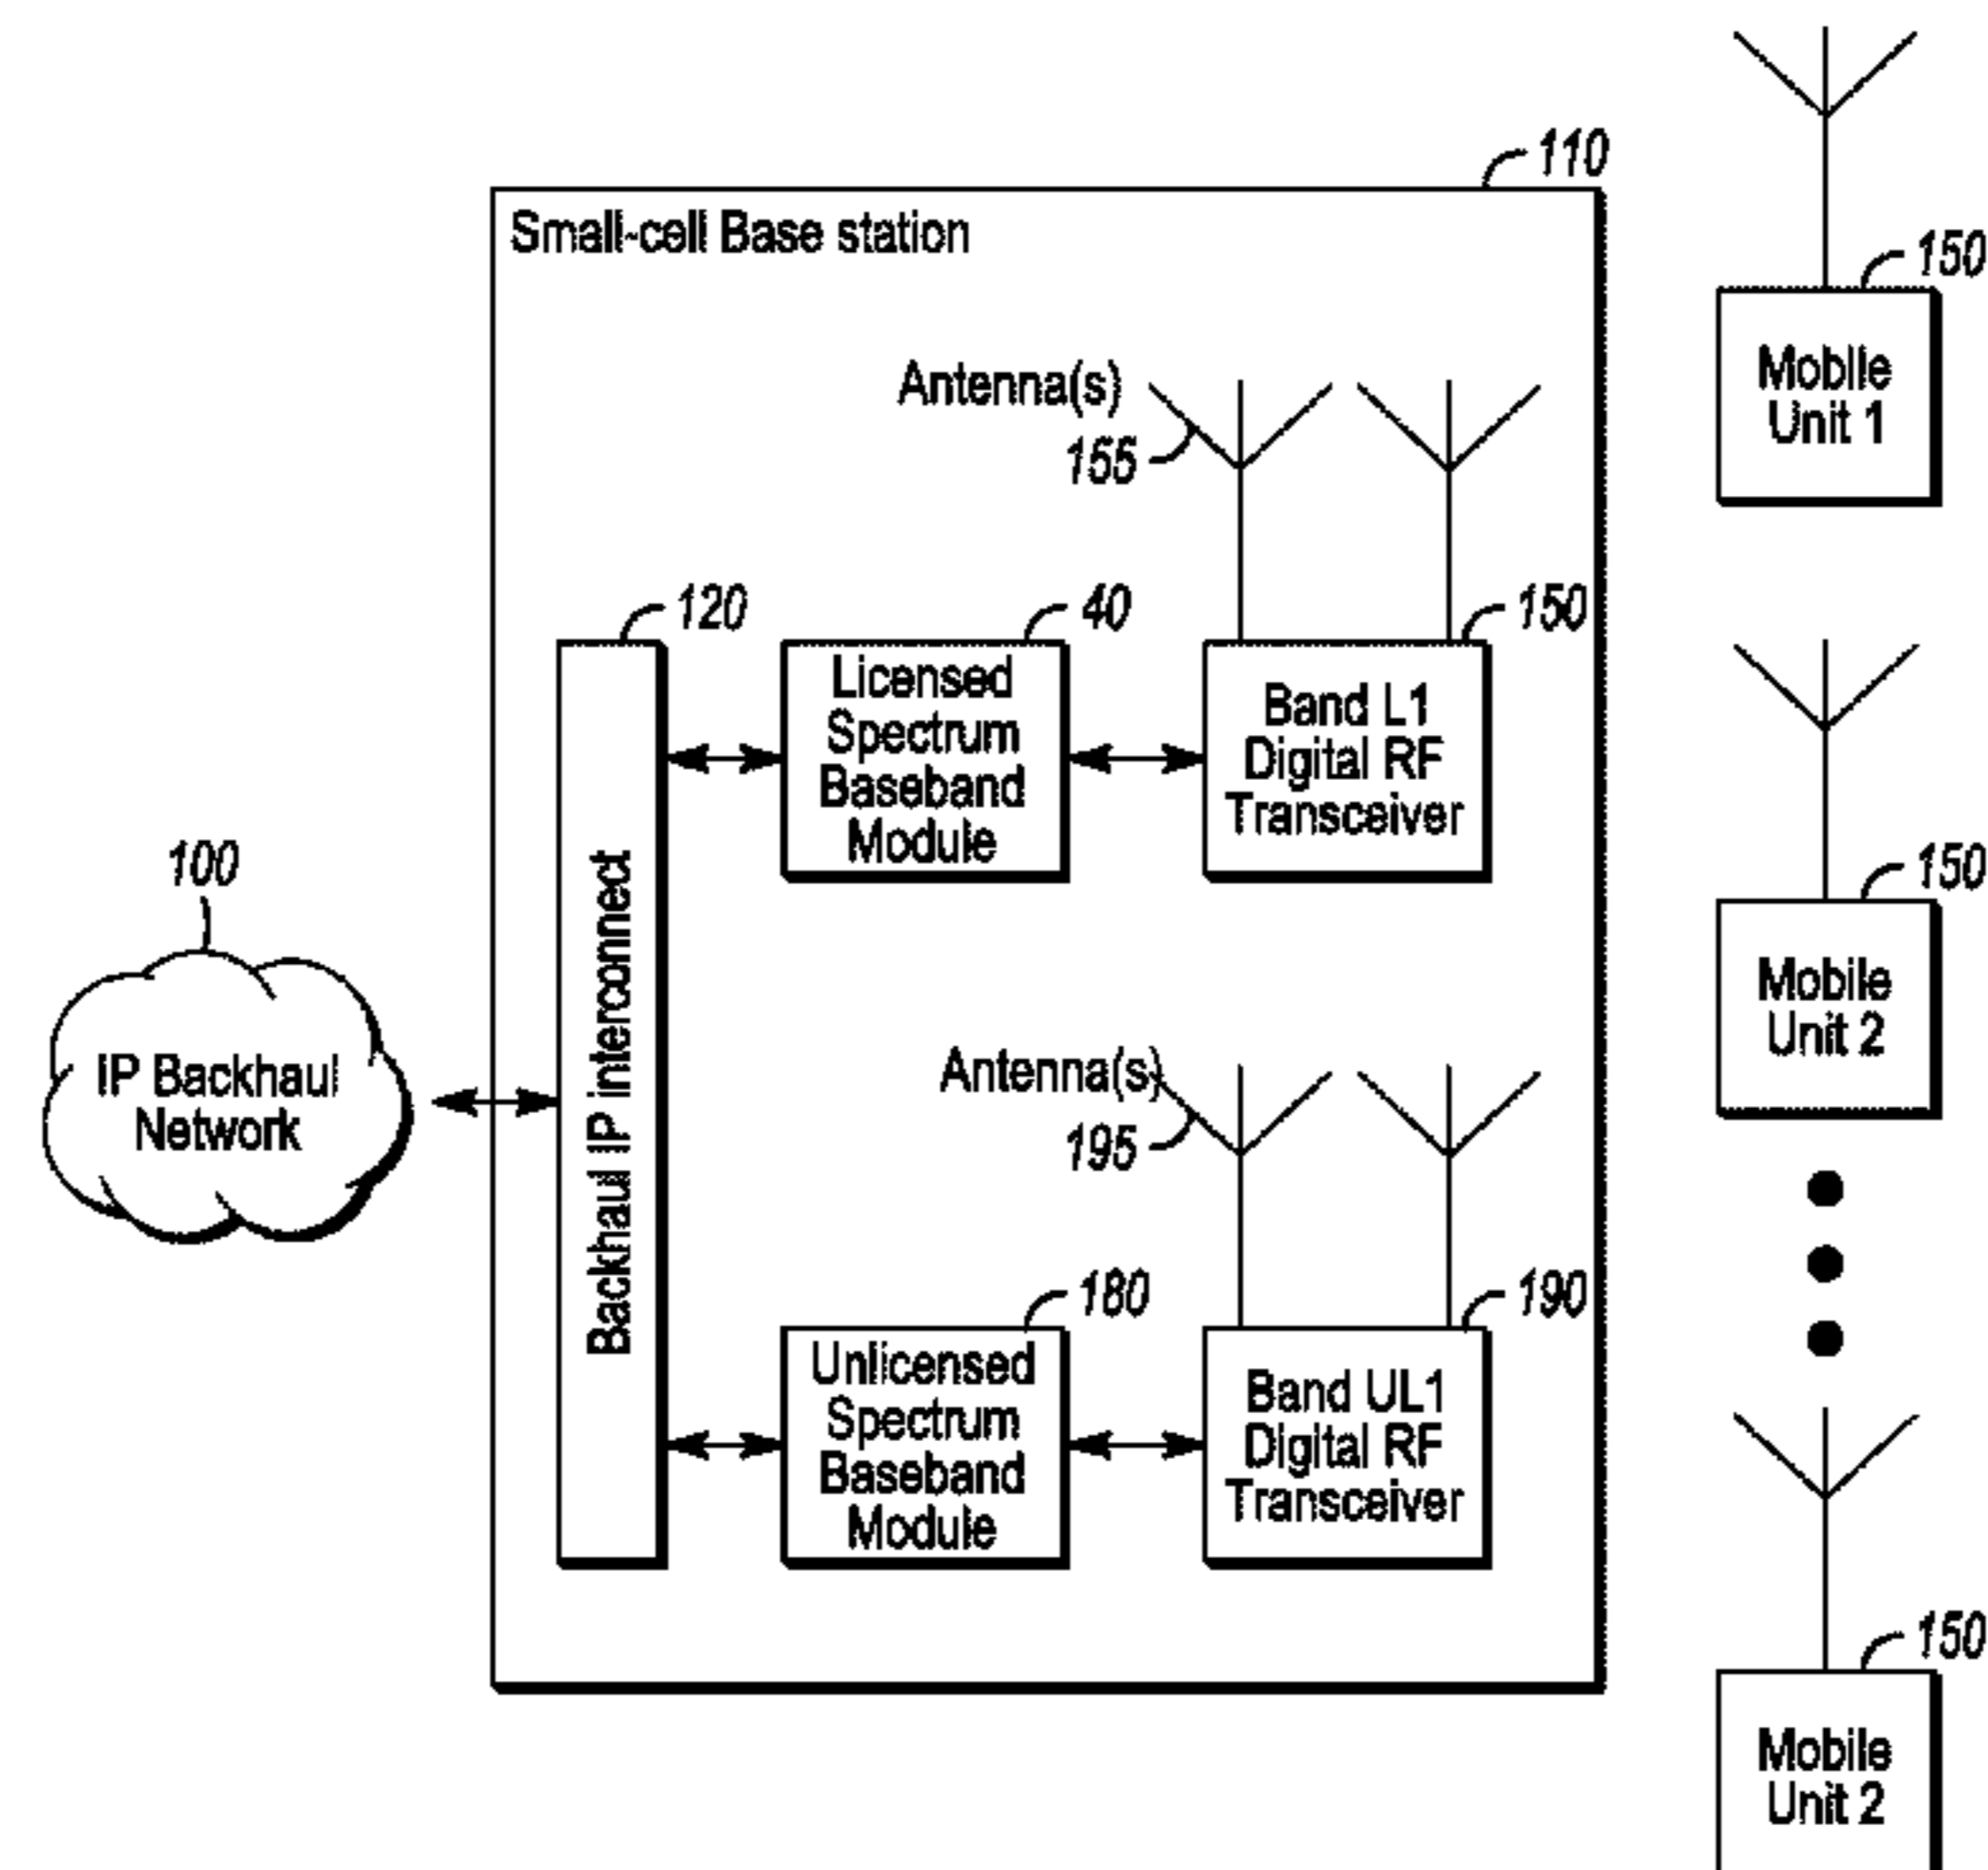 110
Small-cell Base station
150
Mobile
Unit 1
Antenna(s)
155
120
40
150
Licensed
Spectrum
Baseband
Module
Band L1
Digital RF
Transceiver
100
IP Backhaul
Network
Backhaul IP interconnect
150
Mobile
Unit 2
Antenna(s)
195
180
190
Unlicensed
Spectrum
Baseband
Module
Band UL1
Digital RF
Transceiver
150
Mobile
Unit 2